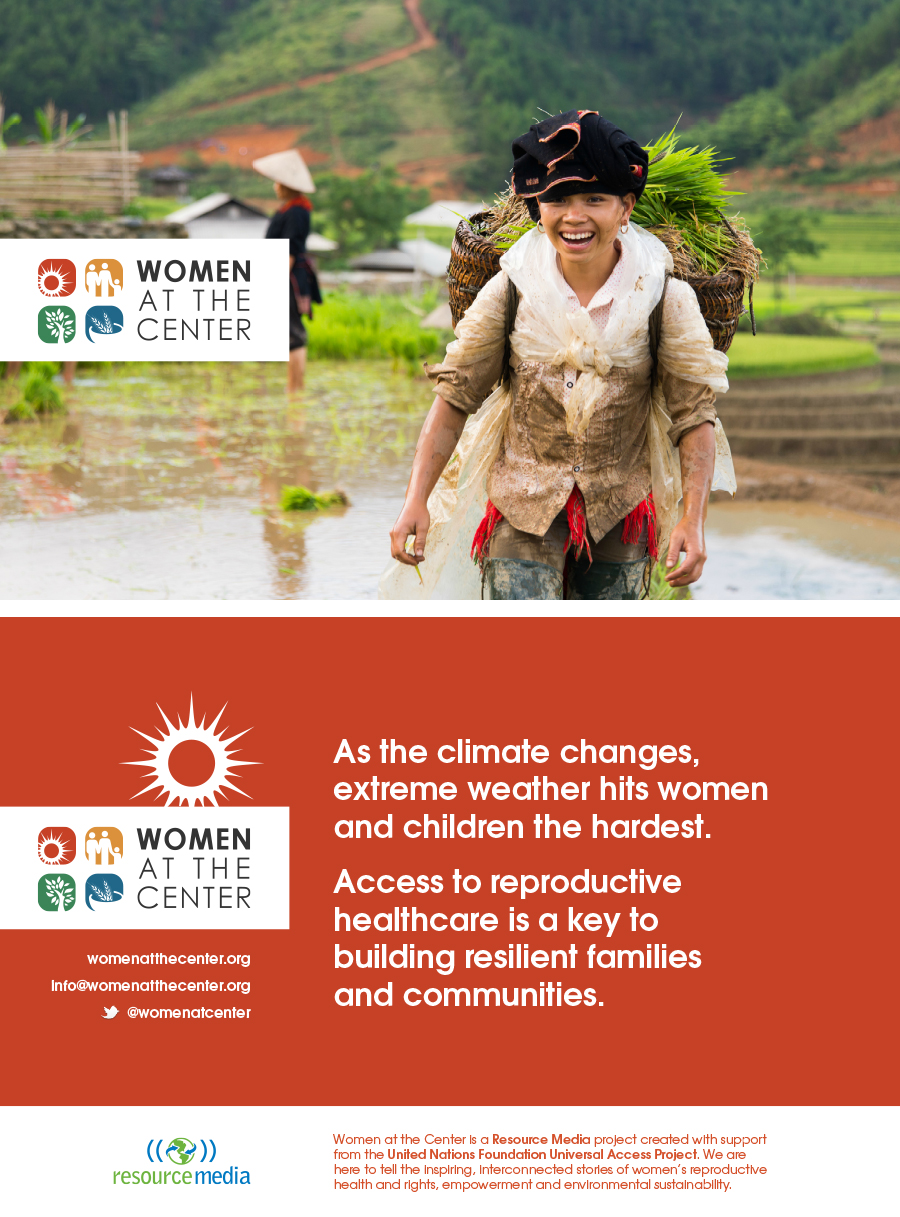 WOMEN
AT THE
CENTER
As the climate changes,
extreme weather hits women
and children the hardest.
Access to reproductive
healthcare is a key to
building resilient families
and communities.
WOMEN
AT THE
CENTER
womenatthecenter.org
info@womenatthecenter.org
@womenatcenter
resourcemedia
Women at the Center is a Resource Media project created with support
from the United Nations Foundation Universal Access Project. We are
here to tell the inspiring, interconnected stories of women's reproductive
health and rights, empowerment and environmental sustainability.